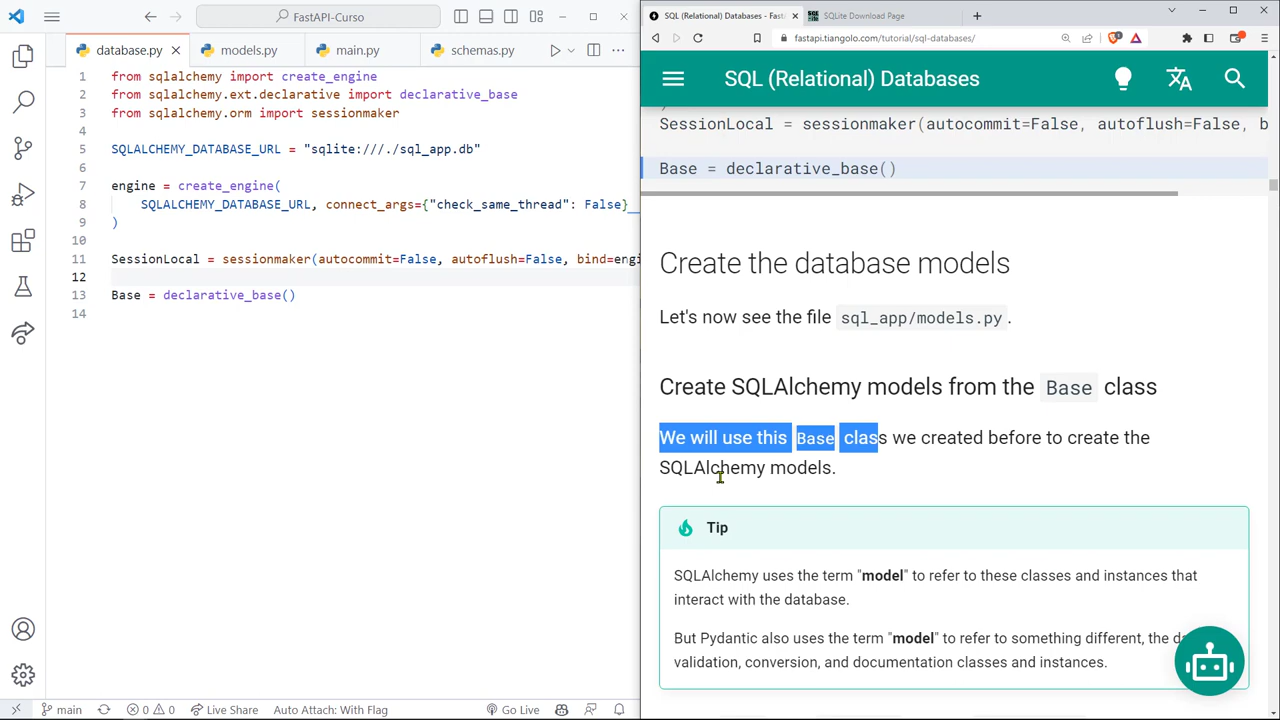 FastAPI-Curso
database.py
models.py
main.py
schemas.py
1 from sqlalchemy import create_engine
2 from sqlalchemy.ext.declarative import declarative_base
3 from sqlalchemy.orm import sessionmaker
4
5 SQLALCHEMY_DATABASE_URL = "sqlite:///./sql_app.db"
6
7 engine = create_engine(
8 SQLALCHEMY_DATABASE_URL, connect_args={"check_same_thread": False}
9 )
10
11 SessionLocal = sessionmaker(autocommit=False, autoflush=False, bind=engi
12
13 Base = declarative_base()
14
main
0 0
Live Share
Auto Attach: With Flag
Go Live
SQL (Relational) Databases - Fast
SQLite Download Page
fastapi.tiangolo.com/tutorial/sql-databases/
SQL (Relational) Databases
)
SessionLocal = sessionmaker(autocommit=False, autoflush=False, b
Base = declarative_base()
Create the database models
Let's now see the file sql_app/models.py.
Create SQLAlchemy models from the Base class
We will use this Base class we created before to create the
SQLAlchemy models.
Tip
SQLAlchemy uses the term "model" to refer to these classes and instances that
interact with the database.
But Pydantic also uses the term "model" to refer to something different, the da
validation, conversion, and documentation classes and instances.